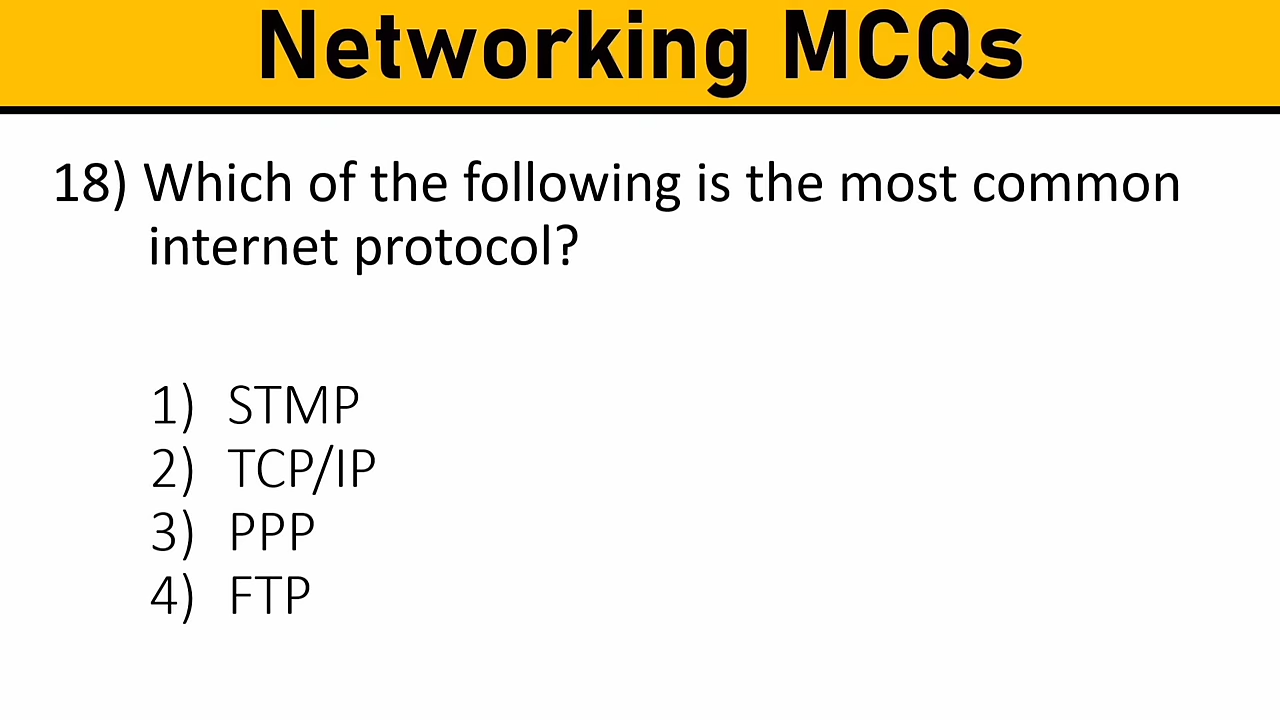 Networking MCQs
18) Which of the following is the most common
internet protocol?
1) STMP
2) TCP/IP
3) PPP
4) FTP